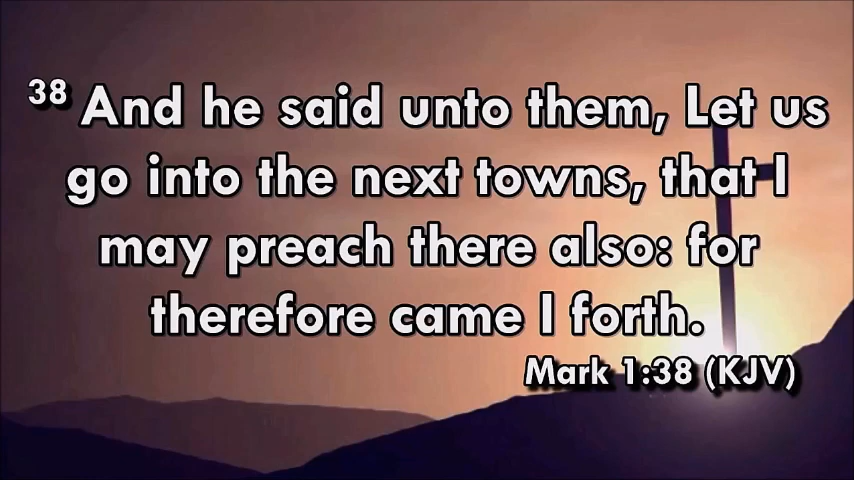 38 And he said unto them, Let us
go into the next towns, that I
may preach there also: for
therefore came I forth.
Mark 1:38 (KJV)